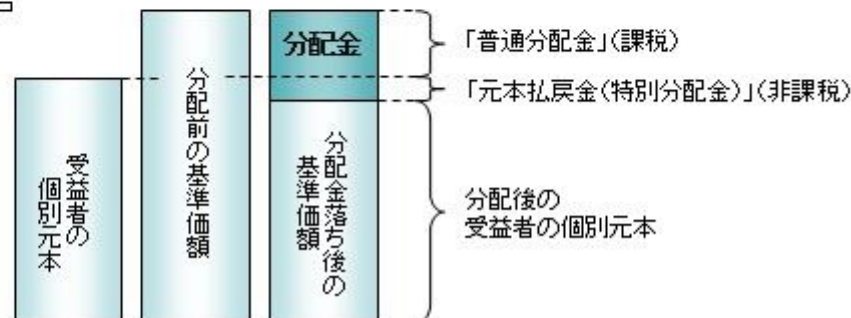 受益者の
個別元本
分配前の基準価額
分配金
分配金落ち後の
基準価額
「普通分配金」(課税)
「元本払戻金(特別分配金)」(非課税)
分配後の
受益者の個別元本